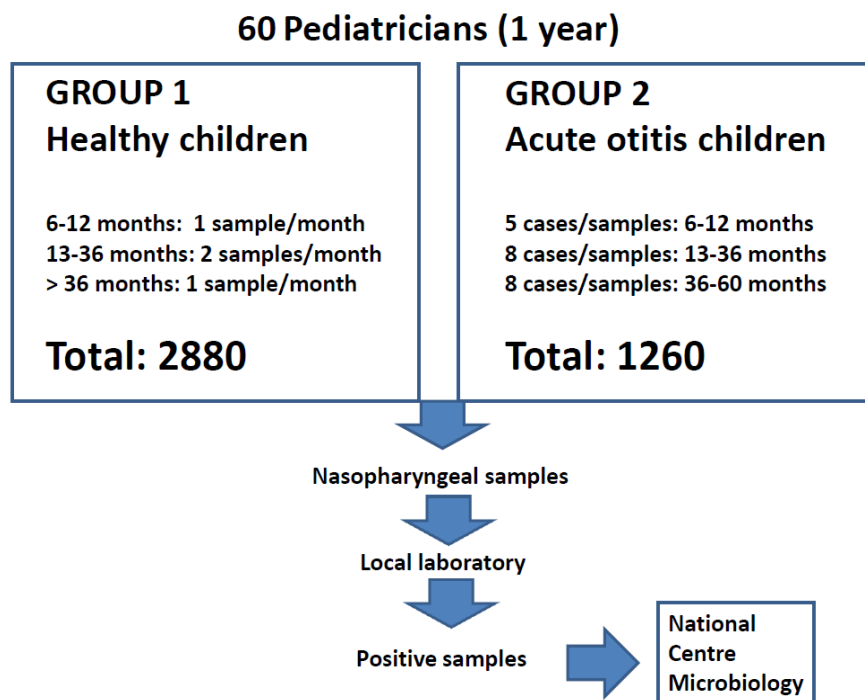 60 Pediatricians (1 year)
GROUP 1
Healthy children
6-12 months: 1 sample/month
13-36 months: 2 samples/month
> 36 months: 1 sample/month
Total: 2880
GROUP 2
Acute otitis children
5 cases/samples: 6-12 months
8 cases/samples: 13-36 months
8 cases/samples: 36-60 months
Total: 1260
Nasopharyngeal samples
Local laboratory
Positive samples
National
Centre
Microbiology